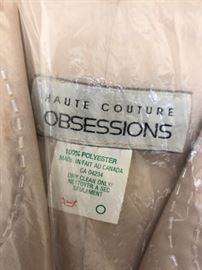 HAUTE COUTURE
OBSESSIONS
100% POLYESTER
MADE IN/FAIT AU CANADA
CA 04234
DRY CLEAN ONLY
NETTOYER A SEC
SEULEMENT